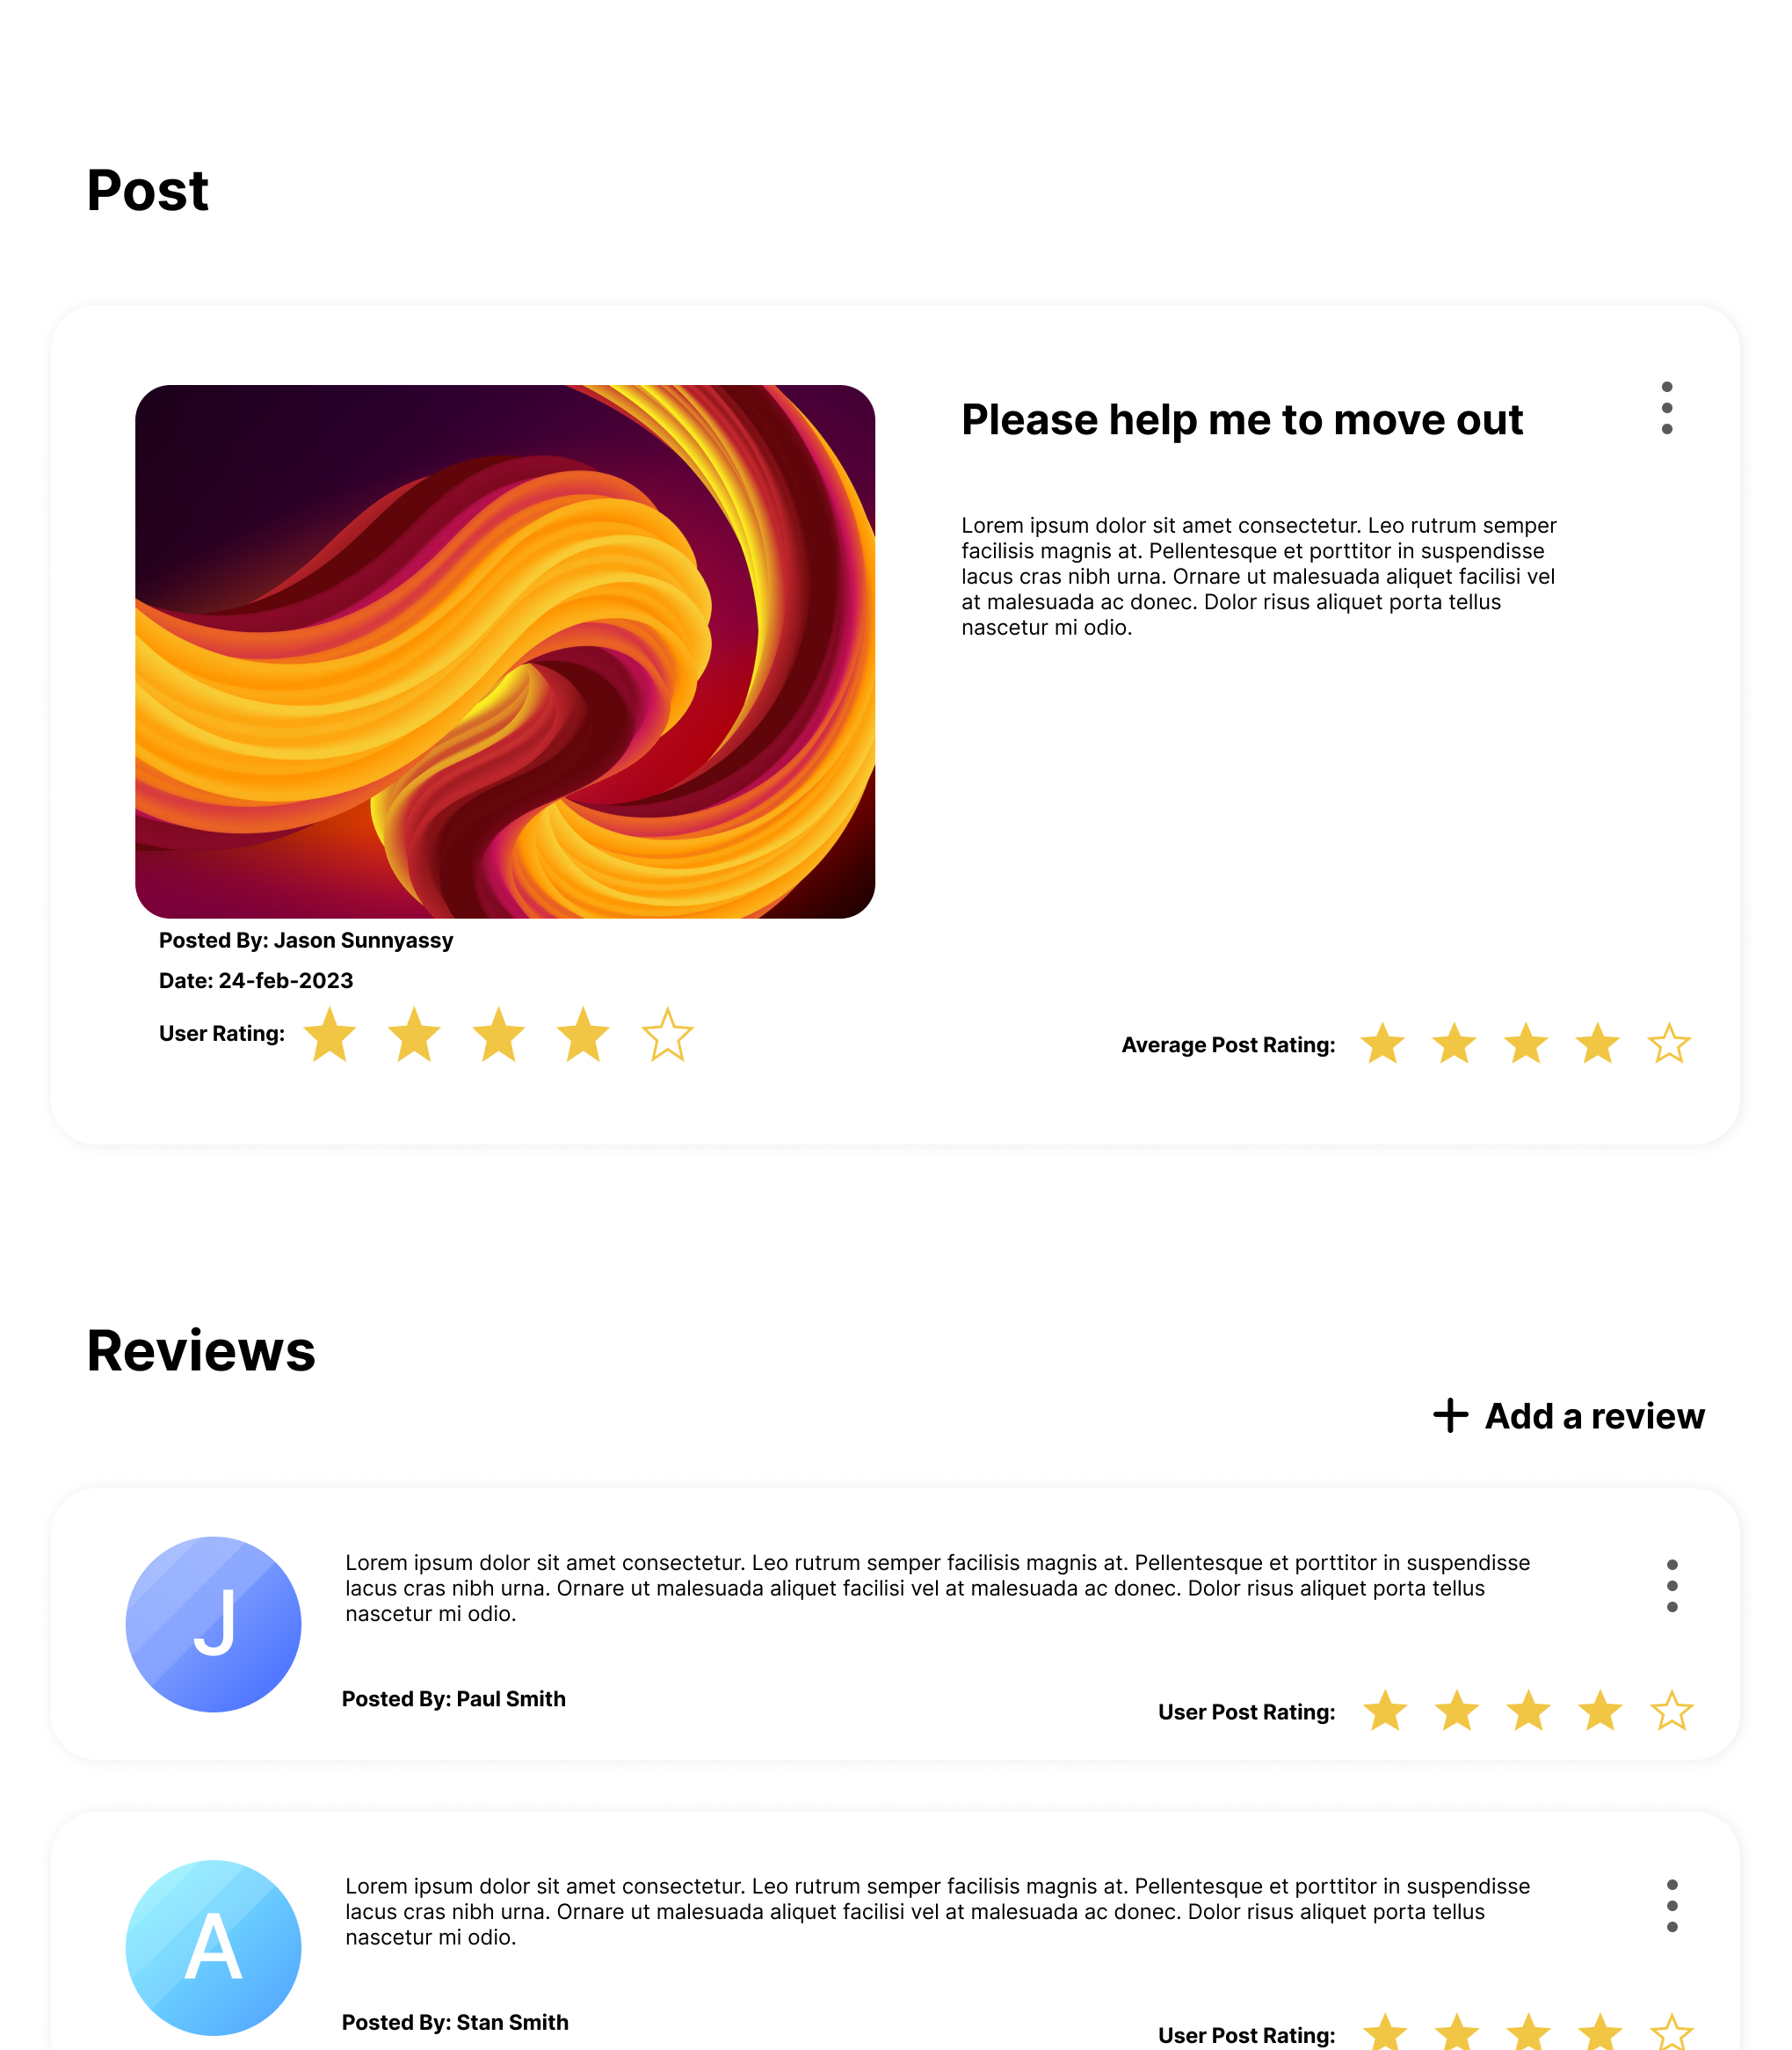 Post
Please help me to move out
Lorem ipsum dolor sit amet consectetur. Leo rutrum semper
facilisis magnis at. Pellentesque et porttitor in suspendisse
lacus cras nibh urna. Ornare ut malesuada aliquet facilisi vel
at malesuada ac donec. Dolor risus aliquet porta tellus
nascetur mi odio.
Posted By: Jason Sunnyassy
Date: 24-feb-2023
User Rating:
Average Post Rating:
Reviews
Add a review
J
Lorem ipsum dolor sit amet consectetur. Leo rutrum semper facilisis magnis at. Pellentesque et porttitor in suspendisse
lacus cras nibh urna. Ornare ut malesuada aliquet facilisi vel at malesuada ac donec. Dolor risus aliquet porta tellus
nascetur mi odio.
Posted By: Paul Smith
User Post Rating:
A
Lorem ipsum dolor sit amet consectetur. Leo rutrum semper facilisis magnis at. Pellentesque et porttitor in suspendisse
lacus cras nibh urna. Ornare ut malesuada aliquet facilisi vel at malesuada ac donec. Dolor risus aliquet porta tellus
nascetur mi odio.
Posted By: Stan Smith
User Post Rating: